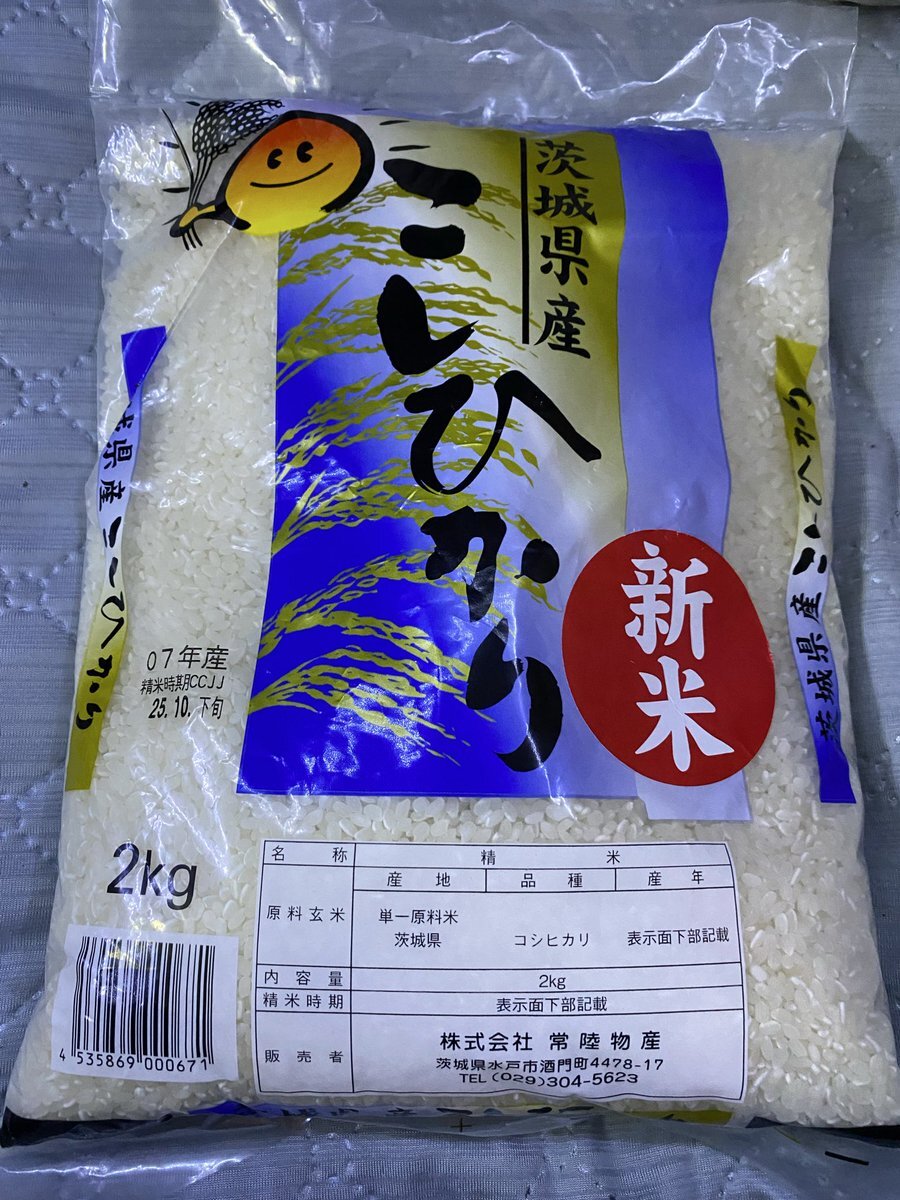 茨城県産
こしひかり
新米
茨城県産 こしひかり
県産 こしひかり
07年産
精米時期CCJJ
25.10.下旬
2kg
名称 精米
産地 品種 産年
原料玄米 単一原料米
茨城県 コシヒカリ 表示面下部記載
内容量 2kg
精米時期 表示面下部記載
販売者 株式会社 常陸物産
茨城県水戸市酒門町4478-17
TEL(029)304-5623
4 535869 000671